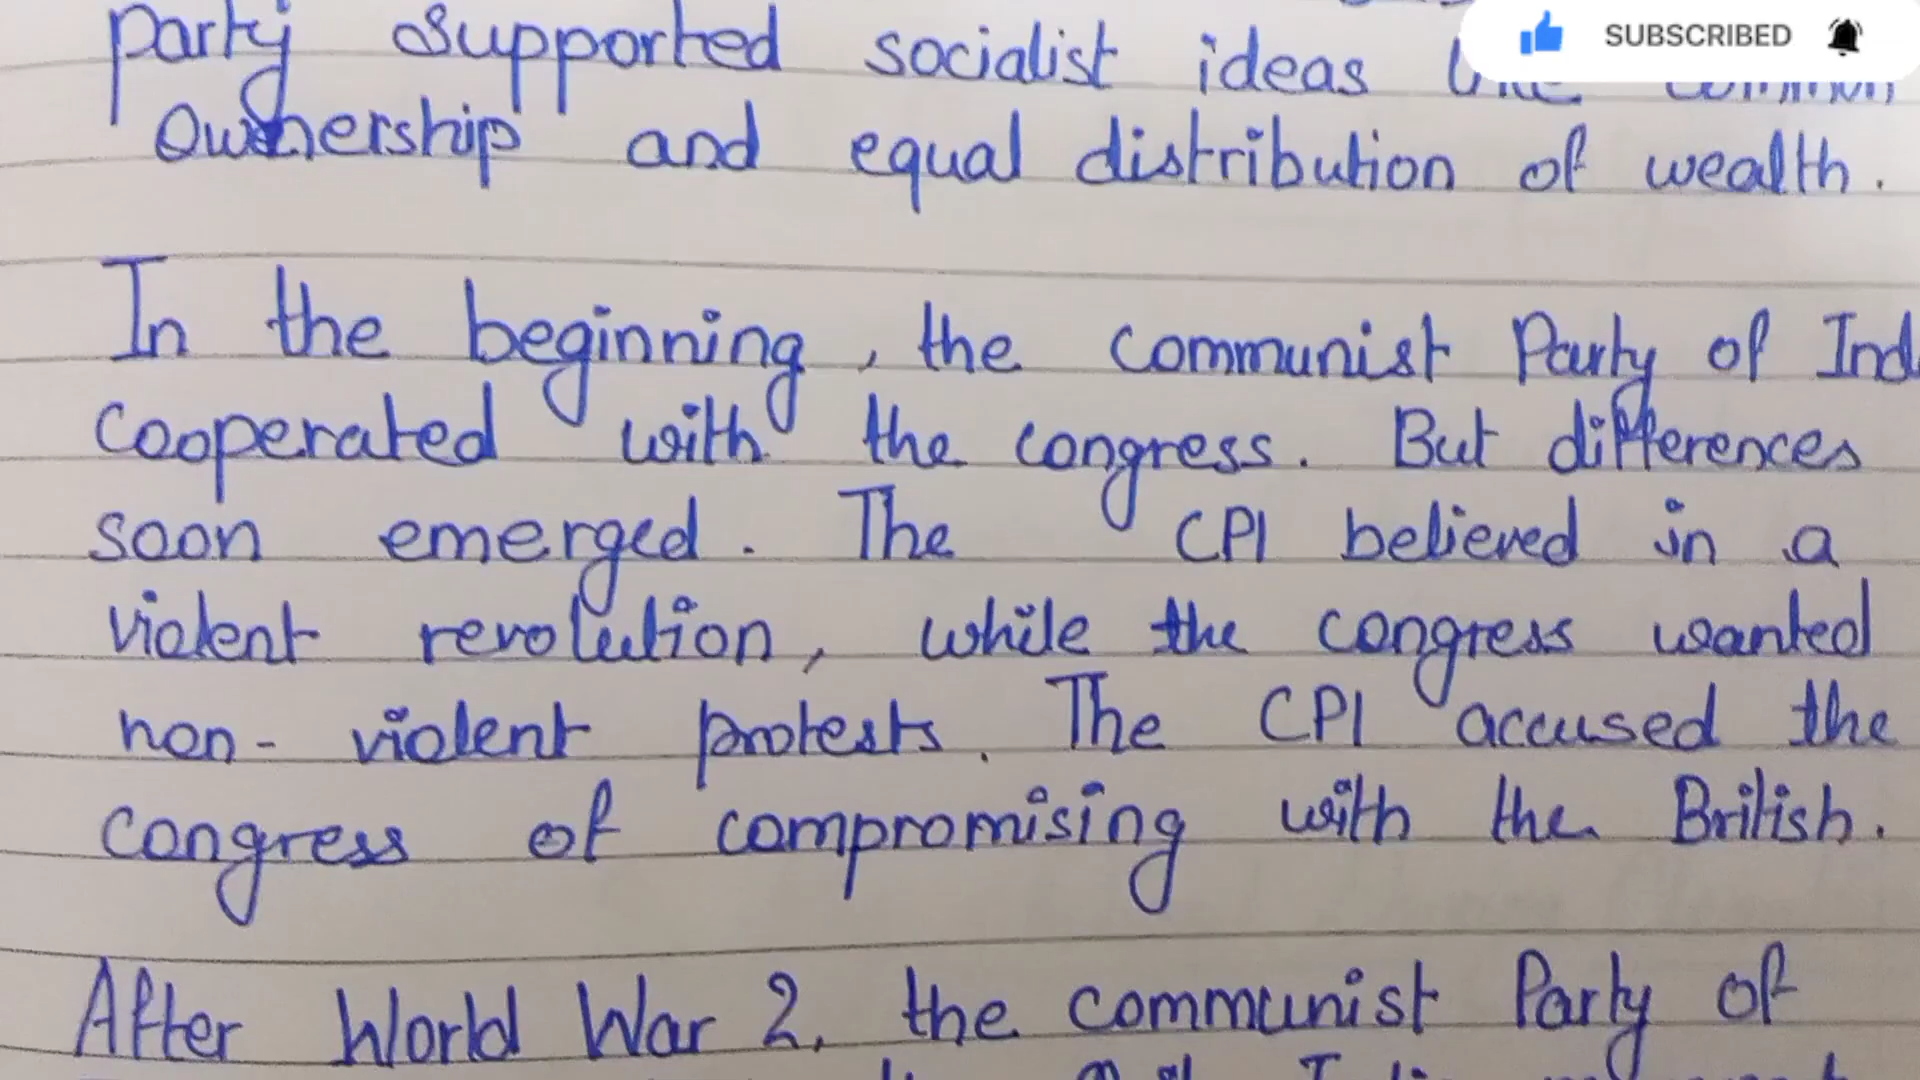 SUBSCRIBED
party supported socialist ideas
Ownership and equal distribution of wealth.
In the beginning, the communist Party of Ind
cooperated with the congress. But differences
soon emerged. The CPI believed in a
violent revolution, while the congress wanted
non-violent protests. The CPI accused the
congress of compromising with the British.
After World War 2, the communist Party of